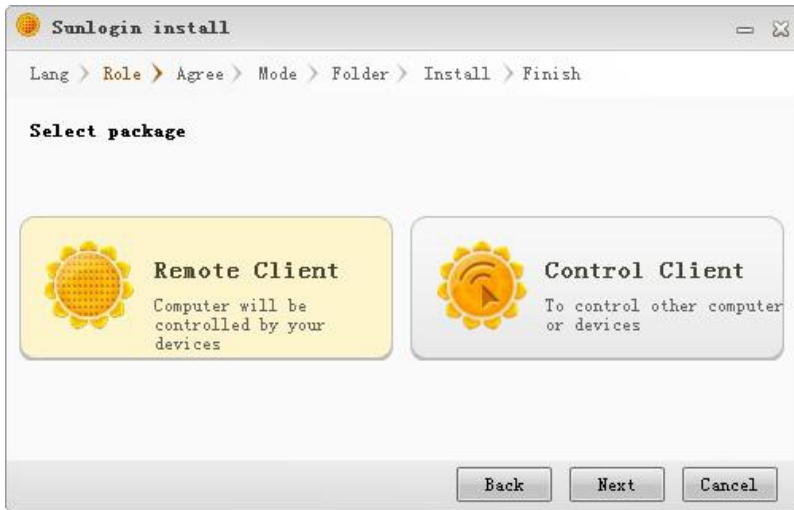 Sunlogin install
Lang > Role > Agree > Mode > Folder > Install > Finish
Select package
Remote Client
Computer will be
controlled by your
devices
Control Client
To control other computer
or devices
Back Next Cancel